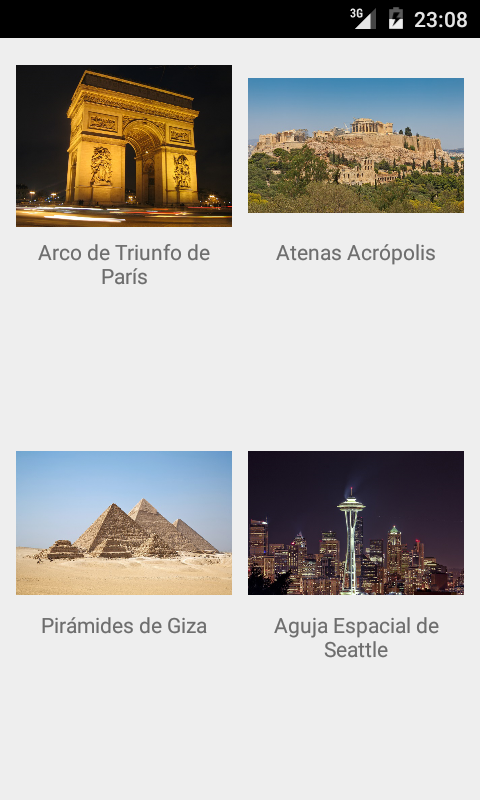 3G
23:08
Arco de Triunfo de
París
Atenas Acrópolis
Pirámides de Giza
Aguja Espacial de
Seattle